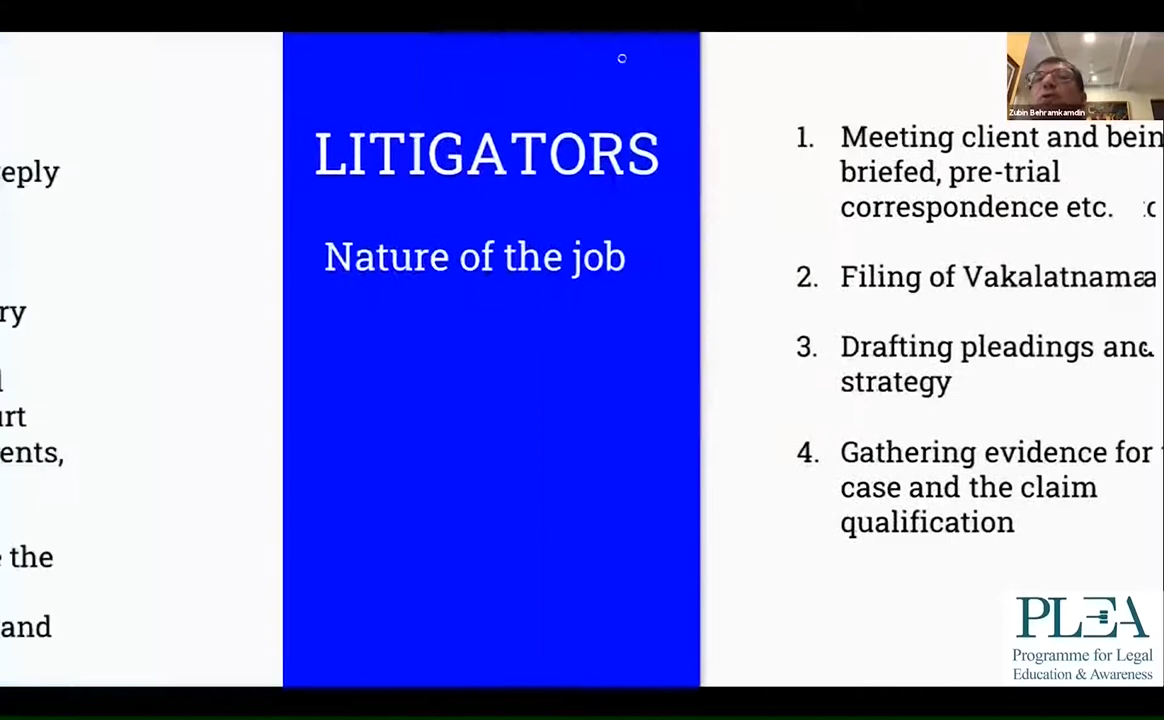 eply
ry
urt
ents,
e the
and
LITIGATORS
Nature of the job
Zubin Behramkamdin
1. Meeting client and bein
briefed, pre-trial
correspondence etc.
2. Filing of Vakalatnama
3. Drafting pleadings and
strategy
4. Gathering evidence for
case and the claim
qualification
PLEA
Programme for Legal
Education & Awareness